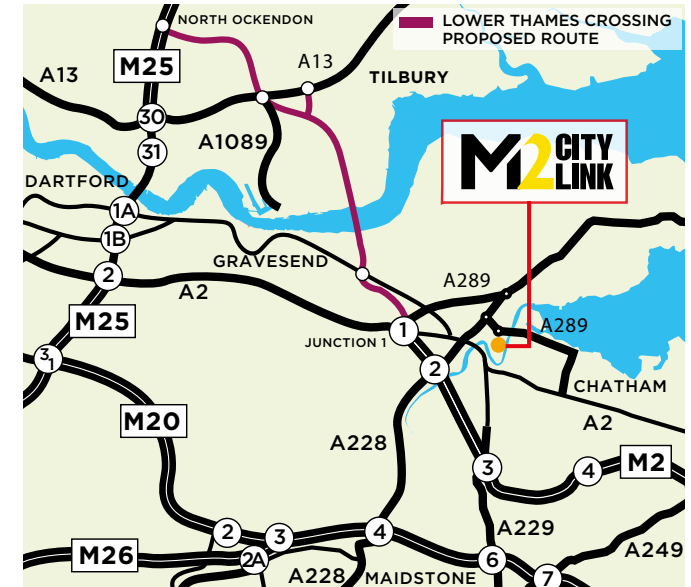 LOWER THAMES CROSSING
PROPOSED ROUTE
NORTH OCKENDON
M25
A13
A13
TILBURY
30
A1089
31
M2 CITY
LINK
DARTFORD
1A
1B
GRAVESEND
2
A2
A289
M25
JUNCTION 1
1
A289
3
1
2
CHATHAM
A2
M20
A228
3
4
M2
2
3
4
A229
M26
2A
6
A249
A228
MAIDSTONE
7